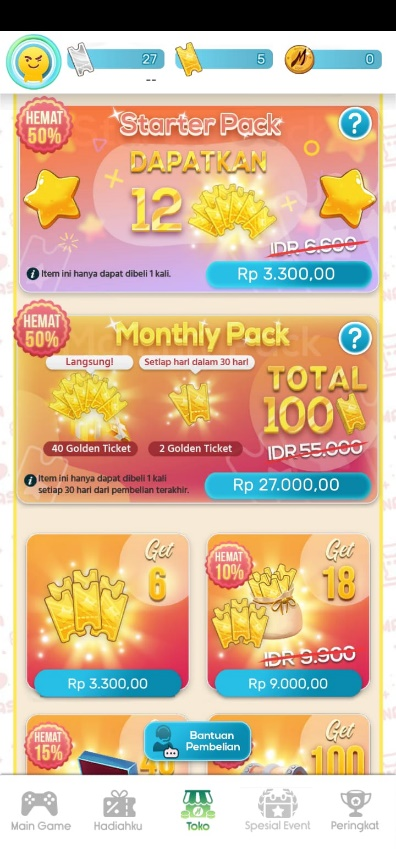 27
5
0
--
HEMAT
50%
Starter Pack
?
DAPATKAN
12
IDR 6.600
i Item ini hanya dapat dibeli 1 kali.
Rp 3.300,00
HEMAT
50%
Monthly Pack
?
Langsung!
Setiap hari dalam 30 hari
TOTAL
100
40 Golden Ticket
2 Golden Ticket
IDR 55.000
i Item ini hanya dapat dibeli 1 kali
setiap 30 hari dari pembelian terakhir.
Rp 27.000,00
Get
6
Rp 3.300,00
HEMAT
10%
Get
18
IDR 9.900
Rp 9.000,00
HEMAT
15%
Get
100
Bantuan
Pembelian
Main Game
Hadiahku
Toko
Spesial Event
Peringkat